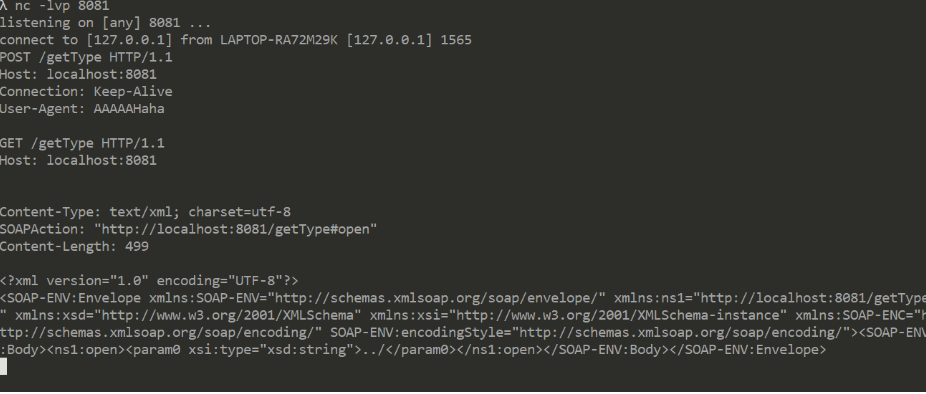 λ nc -lvp 8081
listening on [any] 8081 ...
connect to [127.0.0.1] from LAPTOP-RA72M29K [127.0.0.1] 1565
POST /getType HTTP/1.1
Host: localhost:8081
Connection: Keep-Alive
User-Agent: AAAAAHaha
GET /getType HTTP/1.1
Host: localhost:8081
Content-Type: text/xml; charset=utf-8
SOAPAction: "http://localhost:8081/getType#open"
Content-Length: 499
<?xml version="1.0" encoding="UTF-8"?>
<SOAP-ENV:Envelope xmlns:SOAP-ENV="http://schemas.xmlsoap.org/soap/envelope/" xmlns:ns1="http://localhost:8081/getType
" xmlns:xsd="http://www.w3.org/2001/XMLSchema" xmlns:xsi="http://www.w3.org/2001/XMLSchema-instance" xmlns:SOAP-ENC="h
ttp://schemas.xmlsoap.org/soap/encoding/" SOAP-ENV:encodingStyle="http://schemas.xmlsoap.org/soap/encoding/"><SOAP-ENV
:Body><ns1:open><param0 xsi:type="xsd:string">../</param0></ns1:open></SOAP-ENV:Body></SOAP-ENV:Envelope>